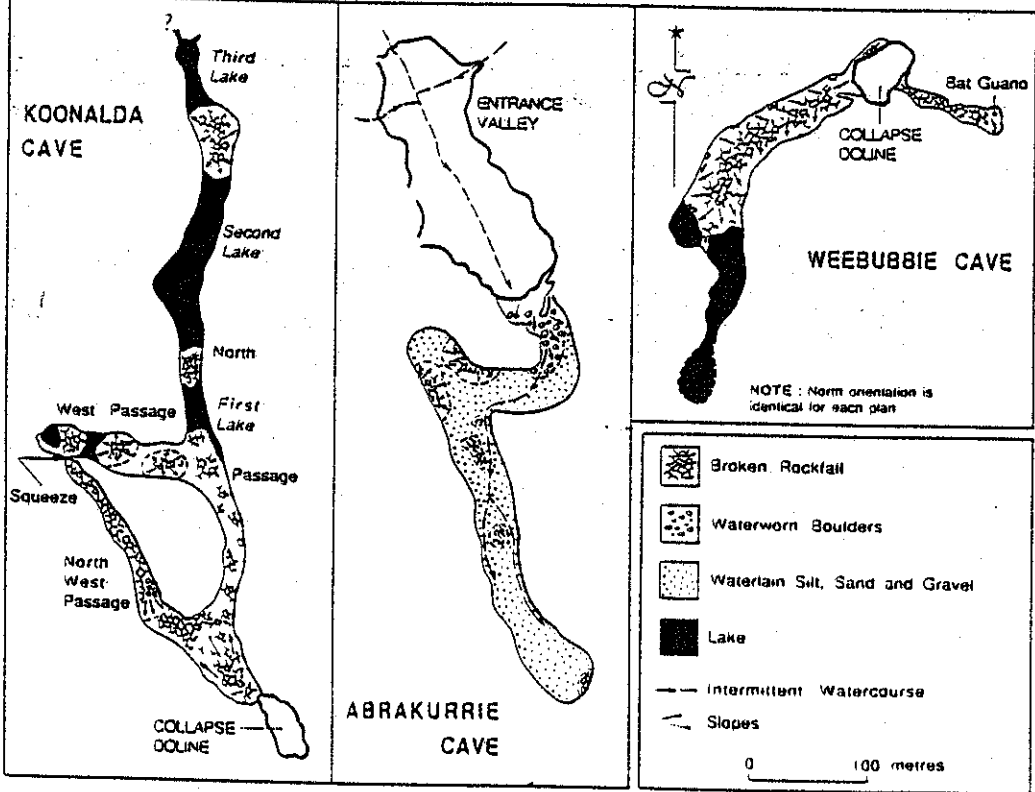 ?
Third
Lake
KOONALDA
CAVE
Second
Lake
North
West Passage
First
Lake
Passage
Squeeze
North
West
Passage
COLLAPSE
DOLINE
ENTRANCE
VALLEY
ABRAKURRIE
CAVE
Bat Guano
COLLAPSE
DOLINE
WEEBUBBIE CAVE
NOTE : North orientation is
identical for each plan
Broken Rockfall
Waterworn Boulders
Waterlain Silt, Sand and Gravel
Lake
Intermittent Watercourse
Slopes
0 100 metres